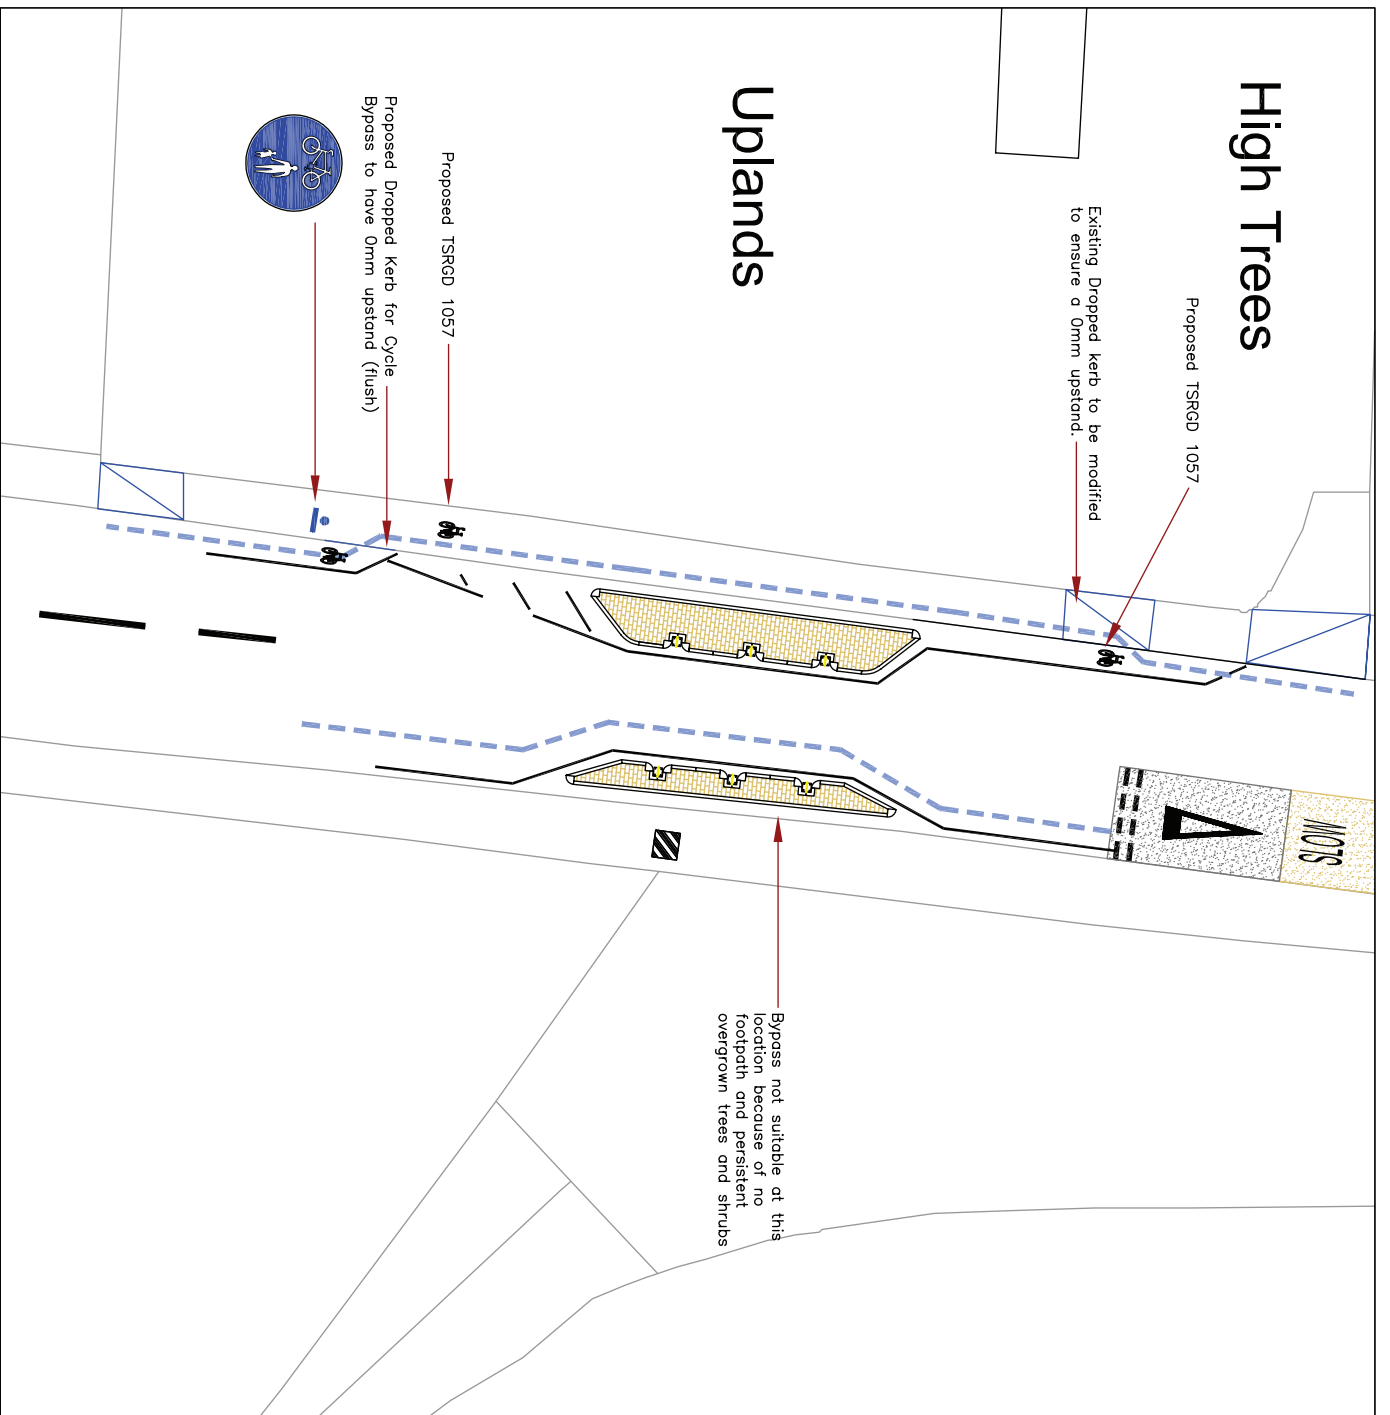 High Trees
Proposed TSRGD 1057
Existing Dropped kerb to be modified
to ensure a 0mm upstand.
Uplands
Proposed TSRGD 1057
Proposed Dropped Kerb for Cycle
Bypass to have 0mm upstand (flush)
SLOW
Bypass not suitable at this
location because of no
footpath and persistent
overgrown trees and shrubs